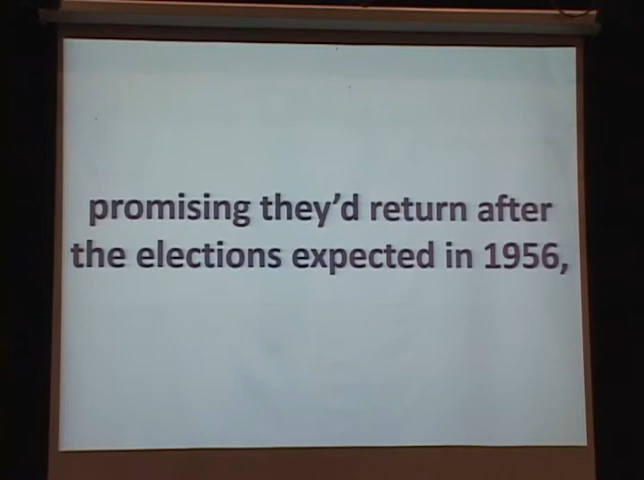 promising they’d return after
the elections expected in 1956,